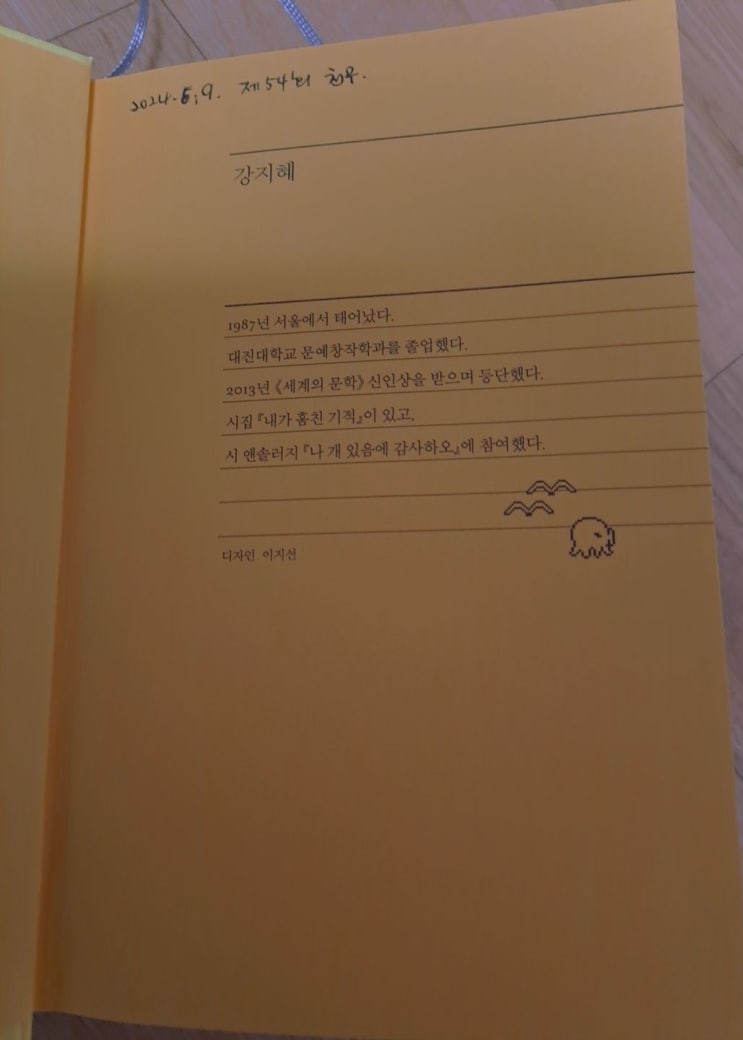 2024.5.9. 제54회
강지혜
1987년 서울에서 태어났다.
대진대학교 문예창작학과를 졸업했다.
2013년 《세계의 문학》 신인상을 받으며 등단했다.
시집 『내가 훔친 기적』이 있고,
시 앤솔러지 『나 개 있음에 감사하오』에 참여했다.
디자인 이지선